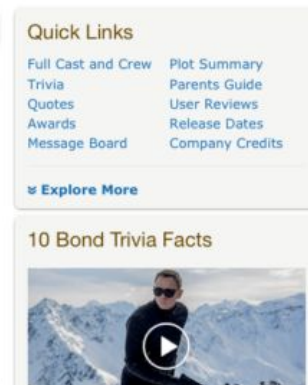 Quick Links
Full Cast and Crew Plot Summary
Trivia Parents Guide
Quotes User Reviews
Awards Release Dates
Message Board Company Credits
Explore More
10 Bond Trivia Facts